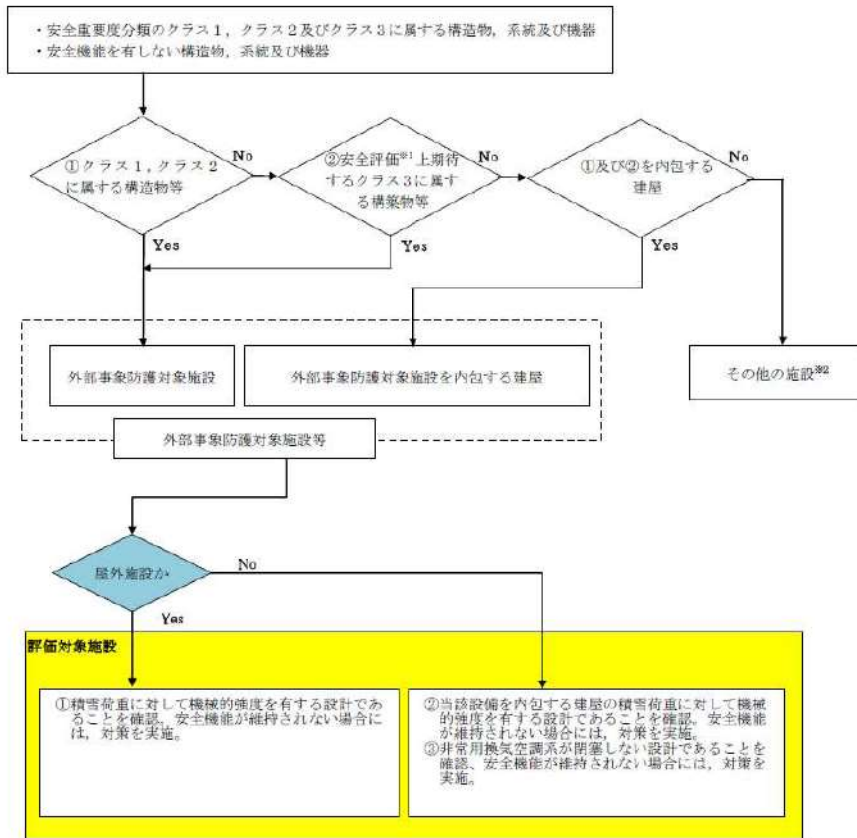 ・安全重要度分類のクラス１，クラス２及びクラス３に属する構造物，系統及び機器
・安全機能を有しない構造物，系統及び機器
①クラス１，クラス２
に属する構造物等
No
②安全評価※１上期待
するクラス３に属す
る構築物等
No
①及び②を内包する
建屋
No
Yes
Yes
Yes
外部事象防護対象施設
外部事象防護対象施設を内包する建屋
その他の施設※2
外部事象防護対象施設等
屋外施設か
No
Yes
評価対象施設
①積雪荷重に対して機械的強度を有する設計であ
ることを確認．安全機能が維持されない場合に
は，対策を実施。
②当該設備を内包する建屋の積雪荷重に対して機械
的強度を有する設計であることを確認．安全機能
が維持されない場合には，対策を実施。
③非常用換気空調系が閉塞しない設計であることを
確認、安全機能が維持されない場合には，対策を
実施。